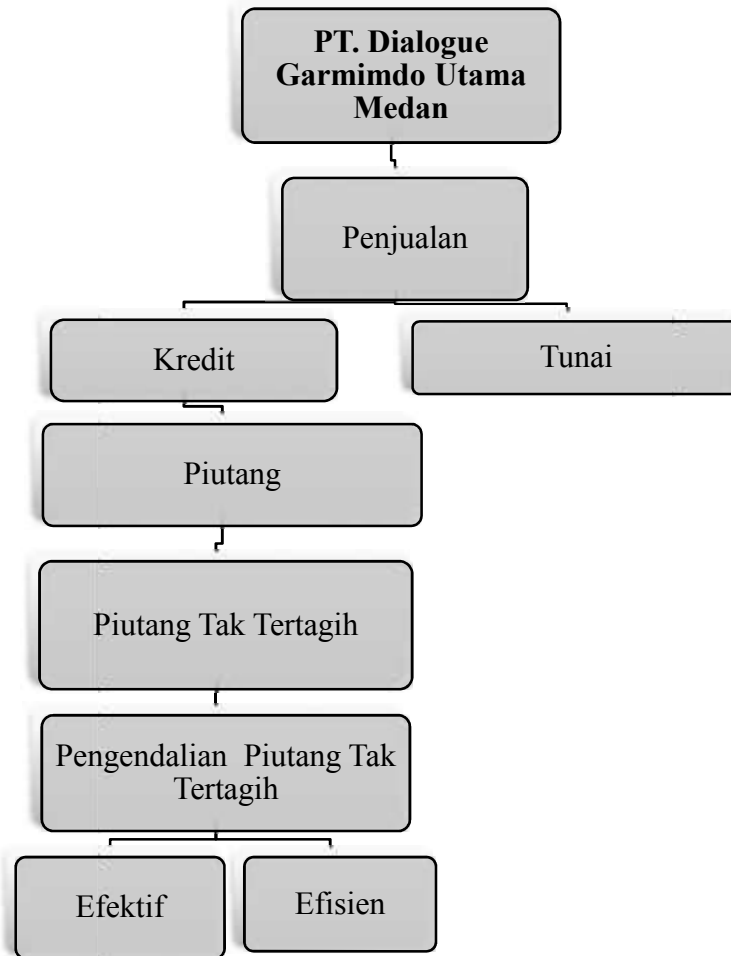 PT. Dialogue
Garmimdo Utama
Medan
Penjualan
Kredit
Tunai
Piutang
Piutang Tak Tertagih
Pengendalian Piutang Tak
Tertagih
Efektif
Efisien